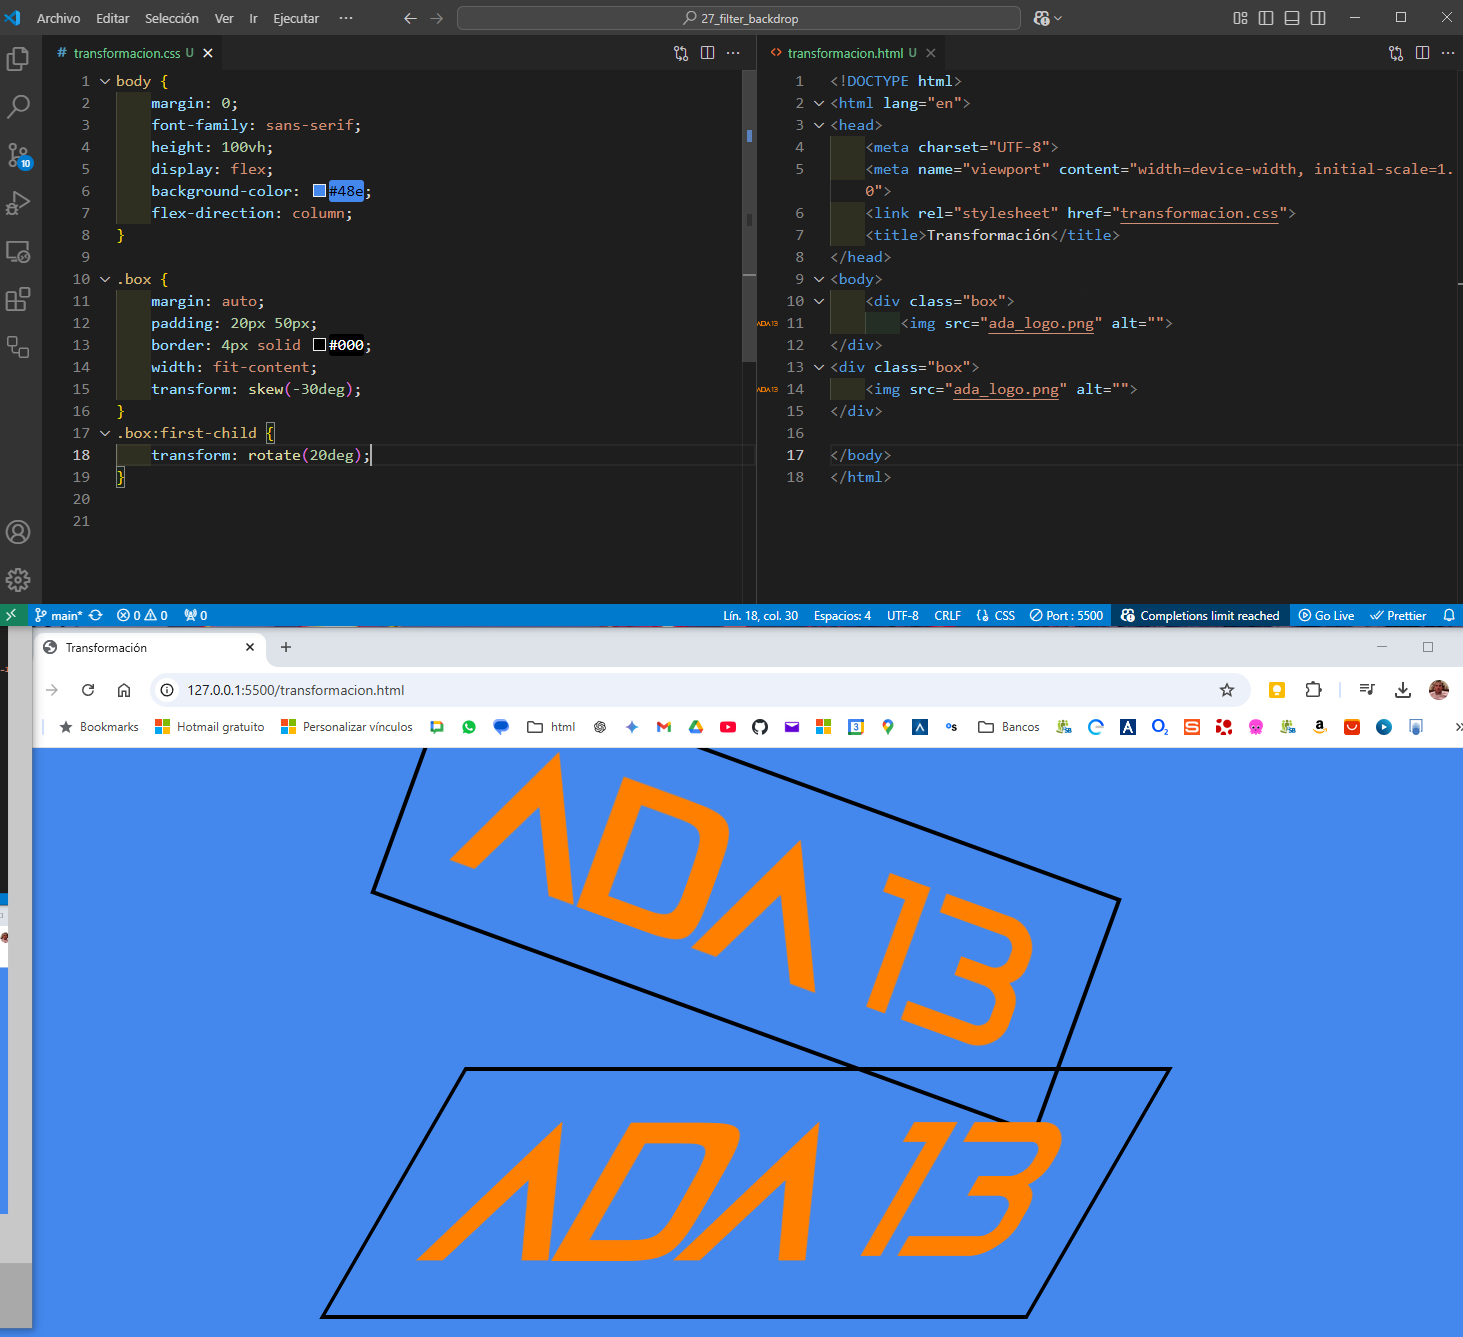 Archivo Editar Selección Ver Ir Ejecutar ··· 27_filter_backdrop
# transformacion.css U
1 body {
2 margin: 0;
3 font-family: sans-serif;
4 height: 100vh;
5 display: flex;
6 background-color: #48e;
7 flex-direction: column;
8 }
9
10 .box {
11 margin: auto;
12 padding: 20px 50px;
13 border: 4px solid #000;
14 width: fit-content;
15 transform: skew(-30deg);
16 }
17 .box:first-child {
18 transform: rotate(20deg);
19 }
20
21
<> transformacion.html U
1 <!DOCTYPE html>
2 <html lang="en">
3 <head>
4 <meta charset="UTF-8">
5 <meta name="viewport" content="width=device-width, initial-scale=1.
0">
6 <link rel="stylesheet" href="transformacion.css">
7 <title>Transformación</title>
8 </head>
9 <body>
10 <div class="box">
ADA 13 11 <img src="ada_logo.png" alt="">
12 </div>
13 <div class="box">
ADA 13 14 <img src="ada_logo.png" alt="">
15 </div>
16
17 </body>
18 </html>
10
main* 0 0 0 Lín. 18, col. 30 Espacios: 4 UTF-8 CRLF CSS Port : 5500 Completions limit reached Go Live Prettier
Transformación
127.0.0.1:5500/transformacion.html
Bookmarks Hotmail gratuito Personalizar vínculos html Bancos
ADA 13
ADA 13